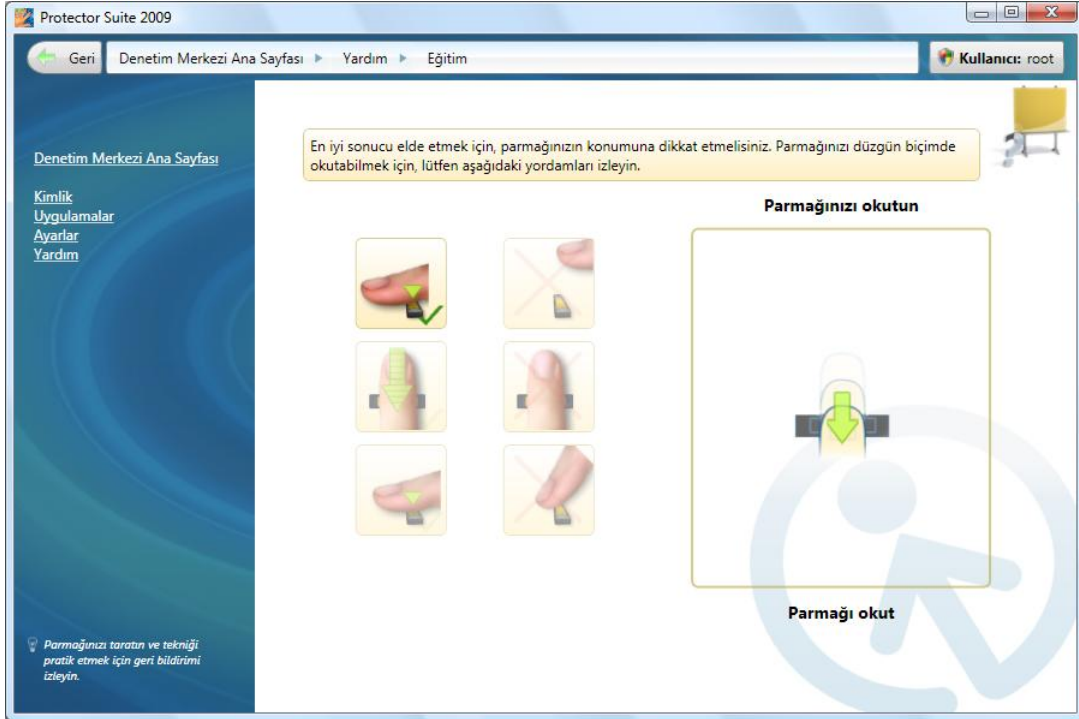 Protector Suite 2009
Geri
Denetim Merkezi Ana Sayfası
Yardım
Eğitim
Kullanıcı: root
Denetim Merkezi Ana Sayfası
Kimlik
Uygulamalar
Ayarlar
Yardım
En iyi sonucu elde etmek için, parmağınızın konumuna dikkat etmelisiniz. Parmağınızı düzgün biçimde
okutabilmek için, lütfen aşağıdaki yordamları izleyin.
Parmağınızı okutun
Parmağı okut
Parmağınızı taratın ve tekniği
pratik etmek için geri bildirimi
izleyin.